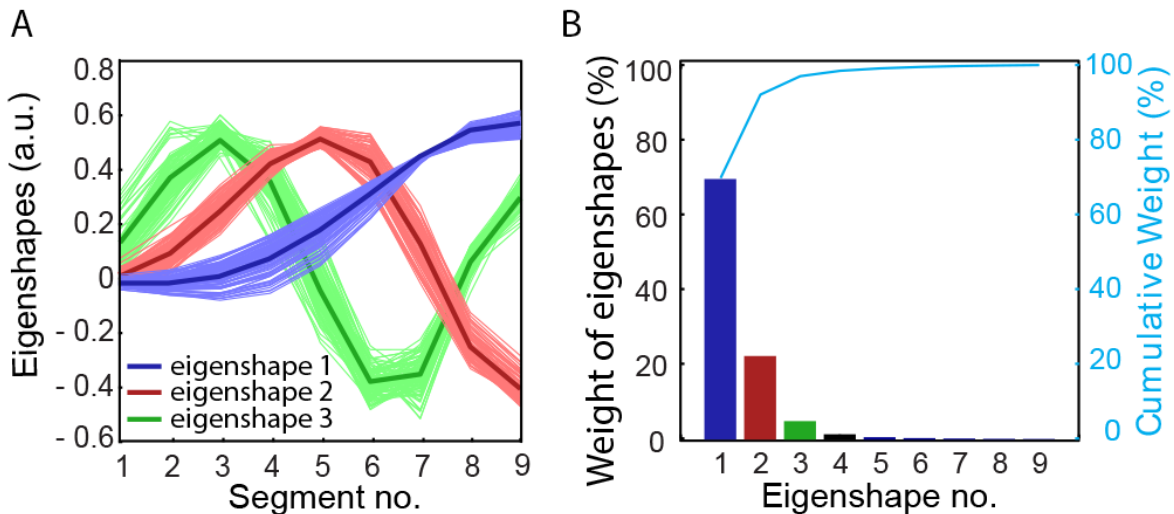 A
Eigenshapes (a.u.)
0.8
0.6
0.4
0.2
0
- 0.2
- 0.4
- 0.6
eigenshape 1
eigenshape 2
eigenshape 3
1 2 3 4 5 6 7 8 9
Segment no.
B
Weight of eigenshapes (%)
100
80
60
40
20
0
1 2 3 4 5 6 7 8 9
Eigenshape no.
100
80
60
40
20
0
Cumulative Weight (%)